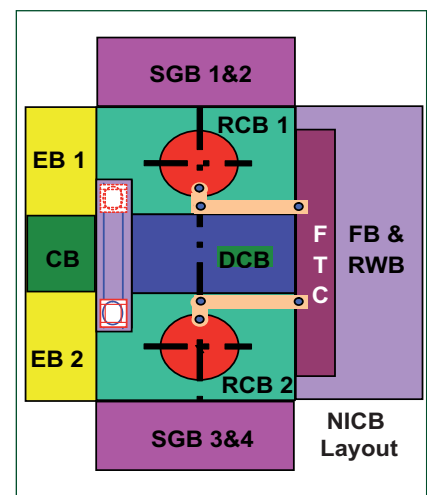 SGB 1&2
RCB 1
EB 1
CB
DCB
F
T
C
FB &
RWB
EB 2
RCB 2
SGB 3&4
NICB
Layout